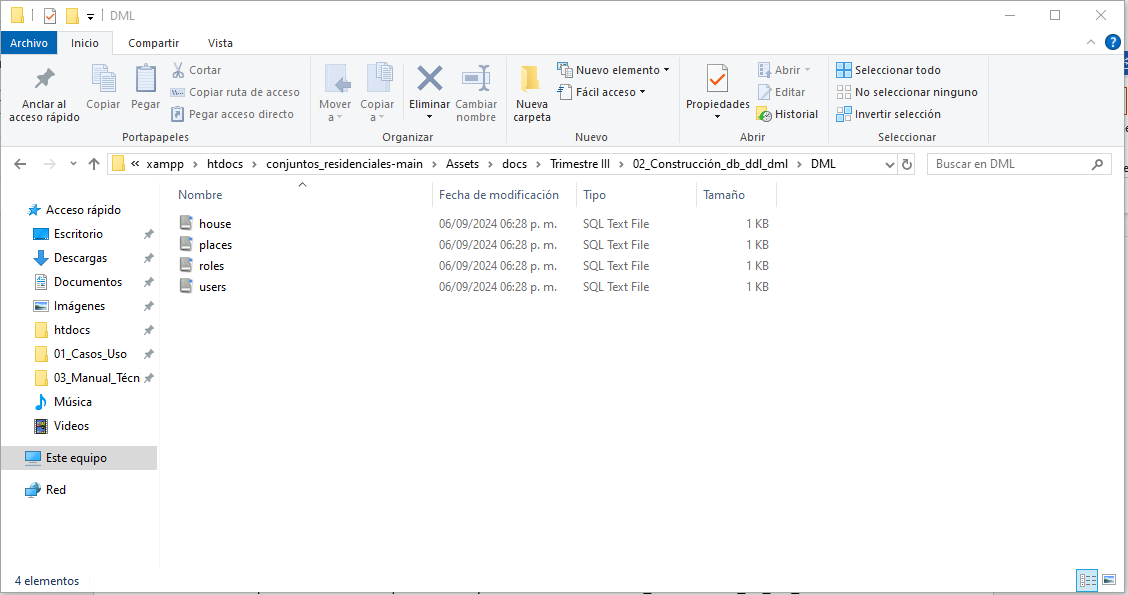 DML
Archivo Inicio Compartir Vista
Anclar al acceso rápido
Copiar
Pegar
Cortar
Copiar ruta de acceso
Pegar acceso directo
Portapapeles
Mover a
Copiar a
Eliminar
Cambiar nombre
Organizar
Nueva carpeta
Nuevo elemento
Fácil acceso
Nuevo
Propiedades
Abrir
Editar
Historial
Abrir
Seleccionar todo
No seleccionar ninguno
Invertir selección
Seleccionar
« xampp › htdocs › conjuntos_residenciales-main › Assets › docs › Trimestre III › 02_Construcción_db_ddl_dml › DML
Buscar en DML
Acceso rápido
Escritorio
Descargas
Documentos
Imágenes
htdocs
01_Casos_Uso
03_Manual_Técn
Música
Videos
Este equipo
Red
Nombre Fecha de modificación Tipo Tamaño
house 06/09/2024 06:28 p. m. SQL Text File 1 KB
places 06/09/2024 06:28 p. m. SQL Text File 1 KB
roles 06/09/2024 06:28 p. m. SQL Text File 1 KB
users 06/09/2024 06:28 p. m. SQL Text File 1 KB
4 elementos